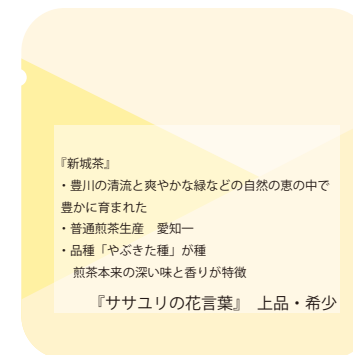 『新城茶』
・豊川の清流と爽やかな緑などの自然の恵の中で
豊かに育まれた
・普通煎茶生産　愛知一
・品種「やぶきた種」が種
煎茶本来の深い味と香りが特徴
『ササユリの花言葉』　上品・希少